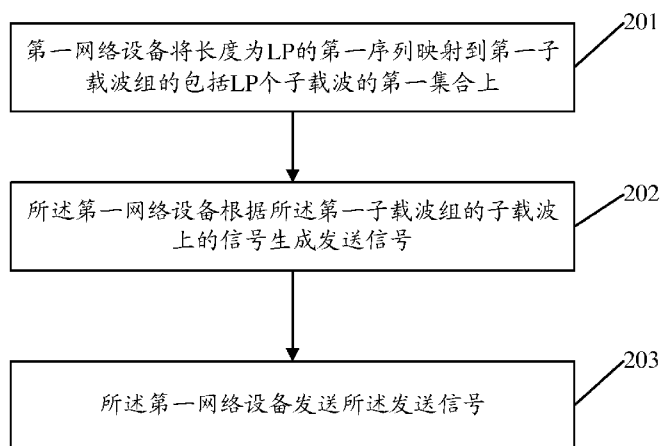 201
第一网络设备将长度为LP的第一序列映射到第一子
载波组的包括LP个子载波的第一集合上
202
所述第一网络设备根据所述第一子载波组的子载波
上的信号生成发送信号
203
所述第一网络设备发送所述发送信号